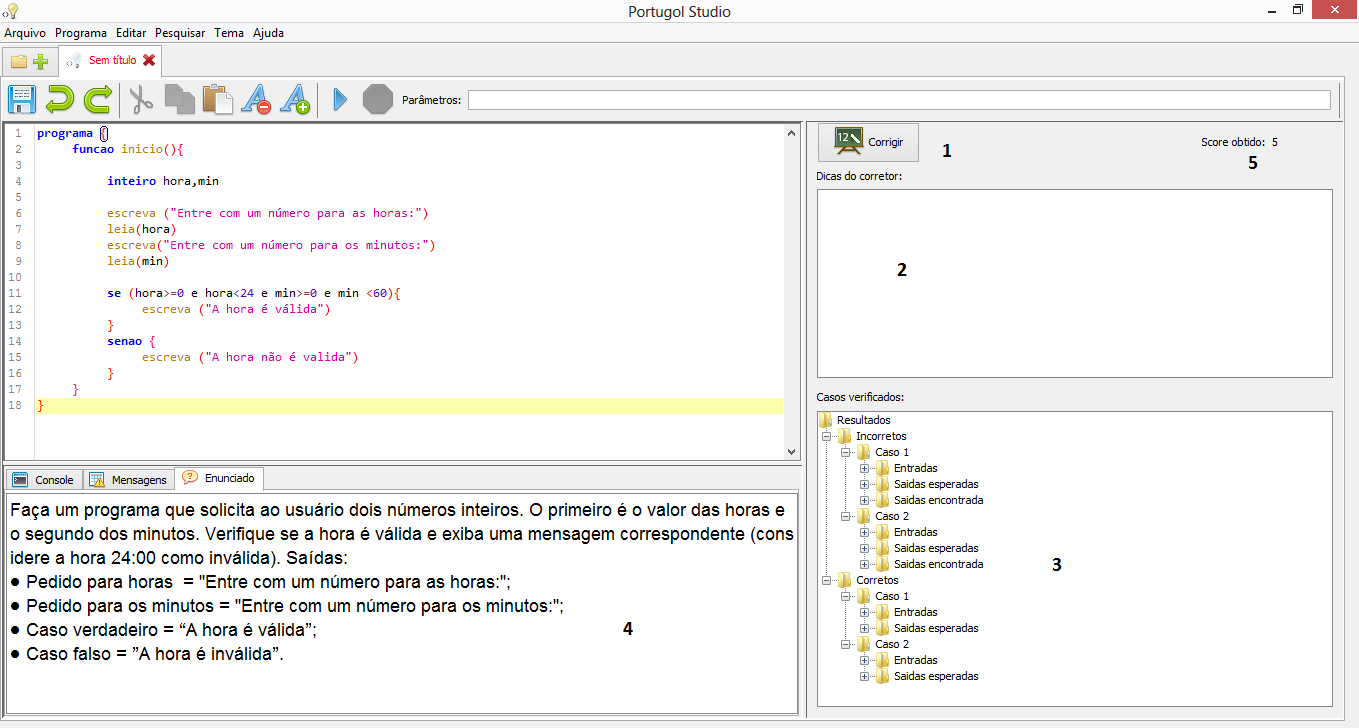 Portugol Studio
Arquivo Programa Editar Pesquisar Tema Ajuda
Sem título
Parâmetros:
1 programa {
2 funcao inicio(){
3
4 inteiro hora,min
5
6 escreva ("Entre com um número para as horas:")
7 leia(hora)
8 escreva("Entre com um número para os minutos:")
9 leia(min)
10
11 se (hora>=0 e hora<24 e min>=0 e min <60){
12 escreva ("A hora é válida")
13 }
14 senao {
15 escreva ("A hora não é valida")
16 }
17 }
18 }
Console Mensagens Enunciado
Faça um programa que solicita ao usuário dois números inteiros. O primeiro é o valor das horas e
o segundo dos minutos. Verifique se a hora é válida e exiba uma mensagem correspondente (cons
idere a hora 24:00 como inválida). Saídas:
● Pedido para horas  = "Entre com um número para as horas:";
● Pedido para os minutos = "Entre com um número para os minutos:";
● Caso verdadeiro = “A hora é válida”;
● Caso falso = ”A hora é inválida”.
4
12 Corrigir
1
Score obtido: 5
5
Dicas do corretor:
2
Casos verificados:
Resultados
Incorretos
Caso 1
Entradas
Saidas esperadas
Saidas encontrada
Caso 2
Entradas
Saidas esperadas
Saidas encontrada
3
Corretos
Caso 1
Entradas
Saidas esperadas
Caso 2
Entradas
Saidas esperadas